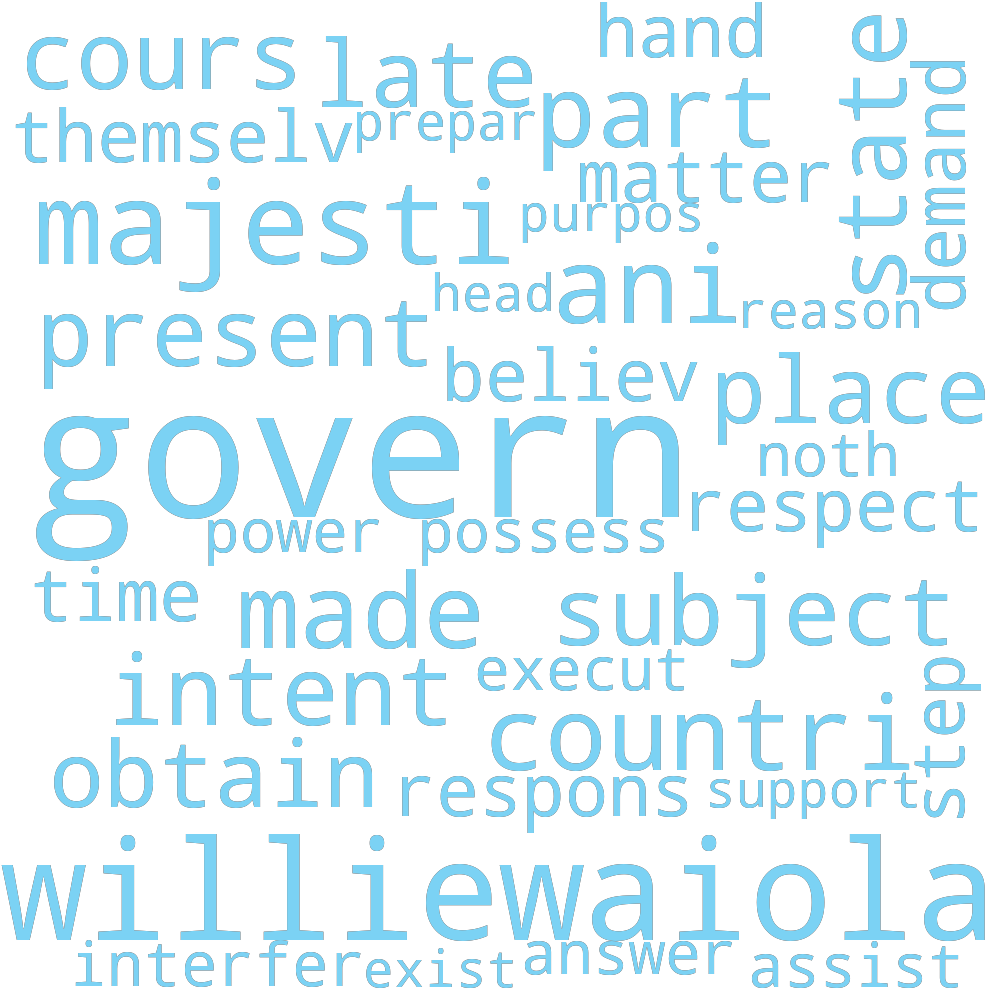 hand
cours
late
state
themselv
prepar
part
demand
matter
majesti
purpos
ani
head
reason
present
believ
place
govern
noth
respect
power
possess
time
made
subject
intent
execut
step
countri
obtain
respons
support
williewaiola
interfer
exist
answer
assist